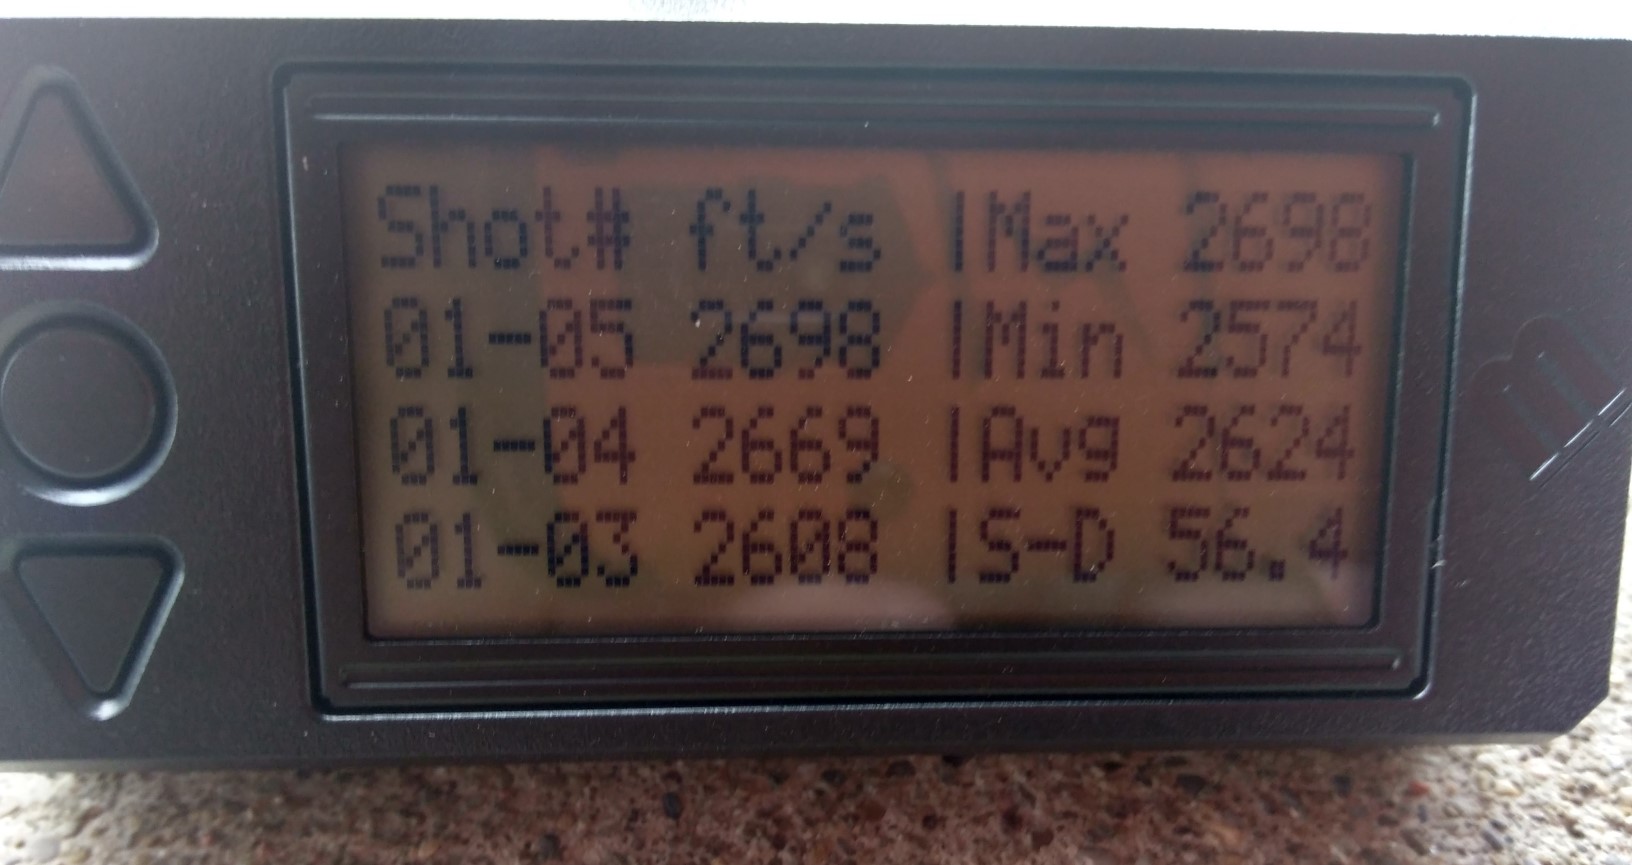 Shot# ft/s |Max 2698
01-05 2698 |Min 2574
01-04 2669 |Avg 2624
01-03 2608 |S-D 56.4